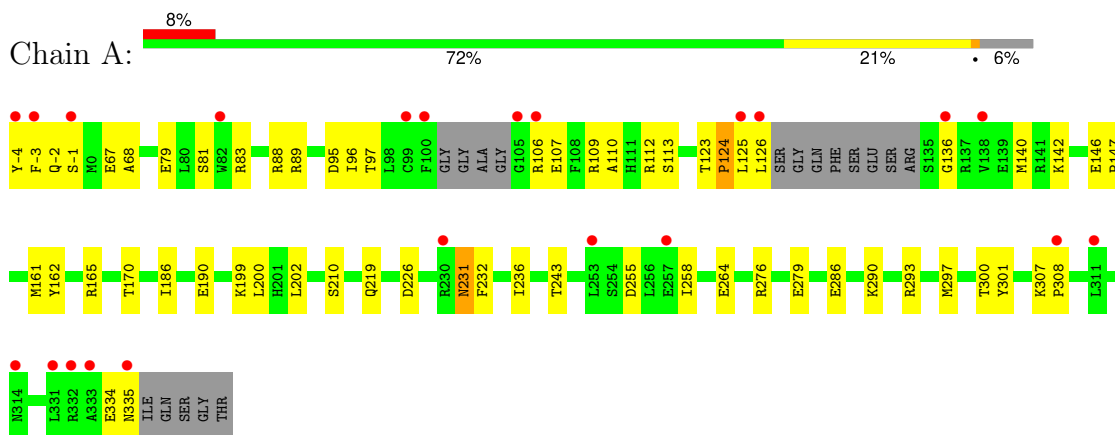 8%
Chain A:
72% 21% • 6%
Y-4 F-3 Q-2 S-1 M0 E67 A68 E79 L80 S81 W82 R83 R88 R89 D95 I96 T97 L98 C99 F100 GLY GLY ALA GLY G105 R106 E107 F108 R109 A110 H111 R112 S113 T123 P124 L125 L126 SER GLY GLN PHE SER GLU SER ARG S135 G136 R137 V138 E139 M140 R141 K142 E146
M161 Y162 R165 T170 I186 E190 K199 L200 H201 L202 S210 Q219 D226 R230 N231 F232 I236 T243 L253 S254 D255 L256 E257 I258 E264 R276 E279 E286 K290 R293 M297 T300 Y301 K307 P308 L311
N314 L331 R332 A333 E334 N335 ILE GLN SER GLY THR